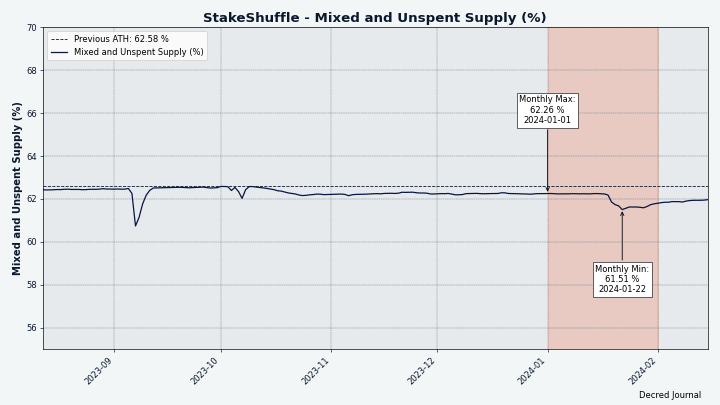 StakeShuffle - Mixed and Unspent Supply (%)
Previous ATH: 62.58 %
Mixed and Unspent Supply (%)
Mixed and Unspent Supply (%)
70
68
66
64
62
60
58
56
Monthly Max:
62.26 %
2024-01-01
Monthly Min:
61.51 %
2024-01-22
2023-09
2023-10
2023-11
2023-12
2024-01
2024-02
Decred Journal